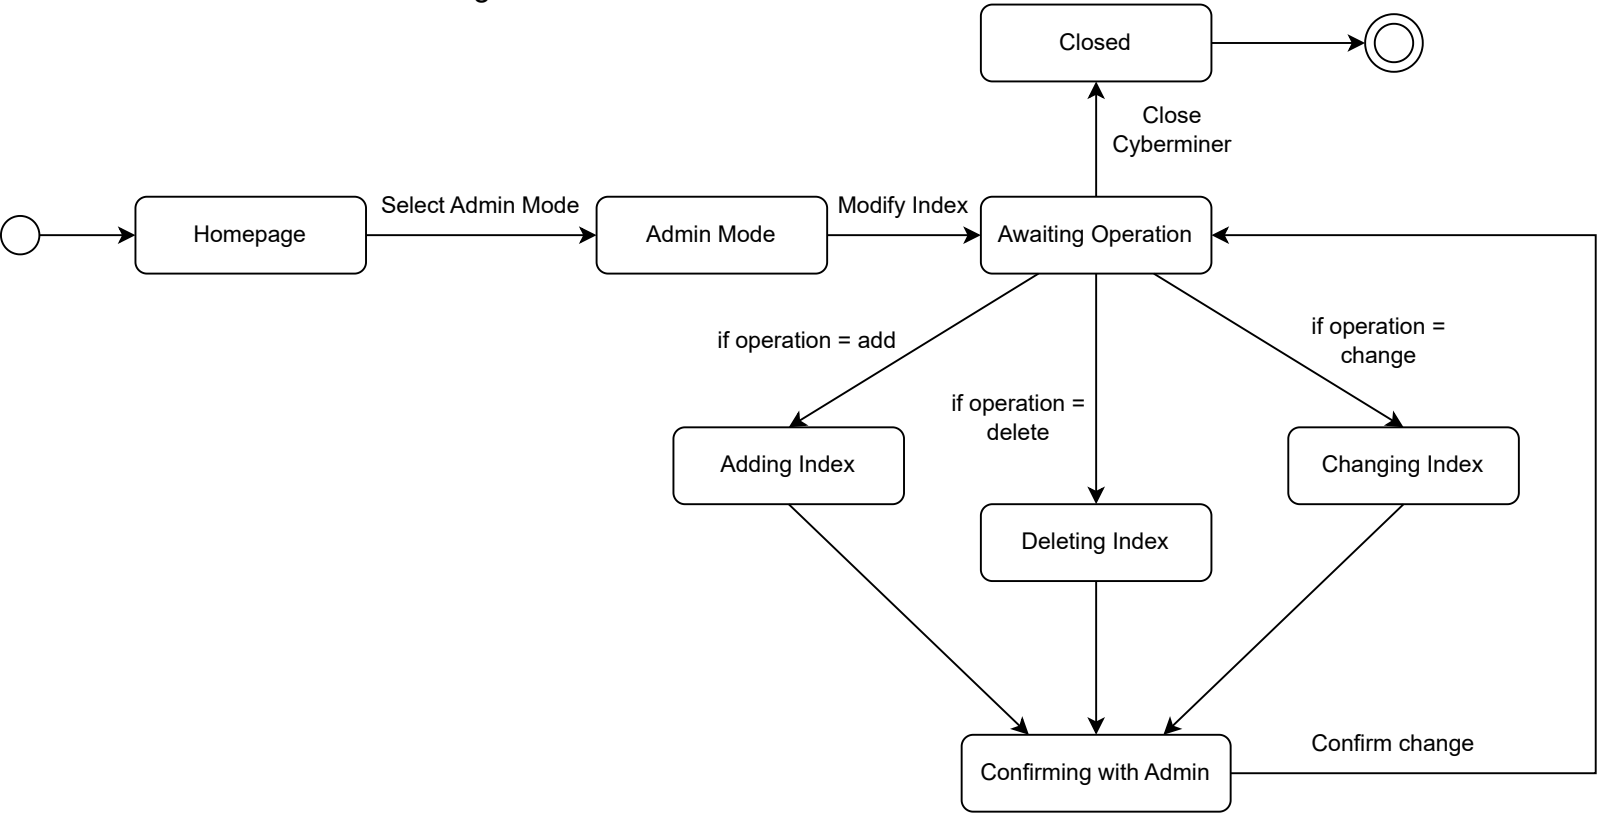 Closed
Close
Cyberminer
Select Admin Mode
Modify Index
Homepage
Admin Mode
Awaiting Operation
if operation = add
if operation =
change
if operation =
delete
Adding Index
Changing Index
Deleting Index
Confirm change
Confirming with Admin